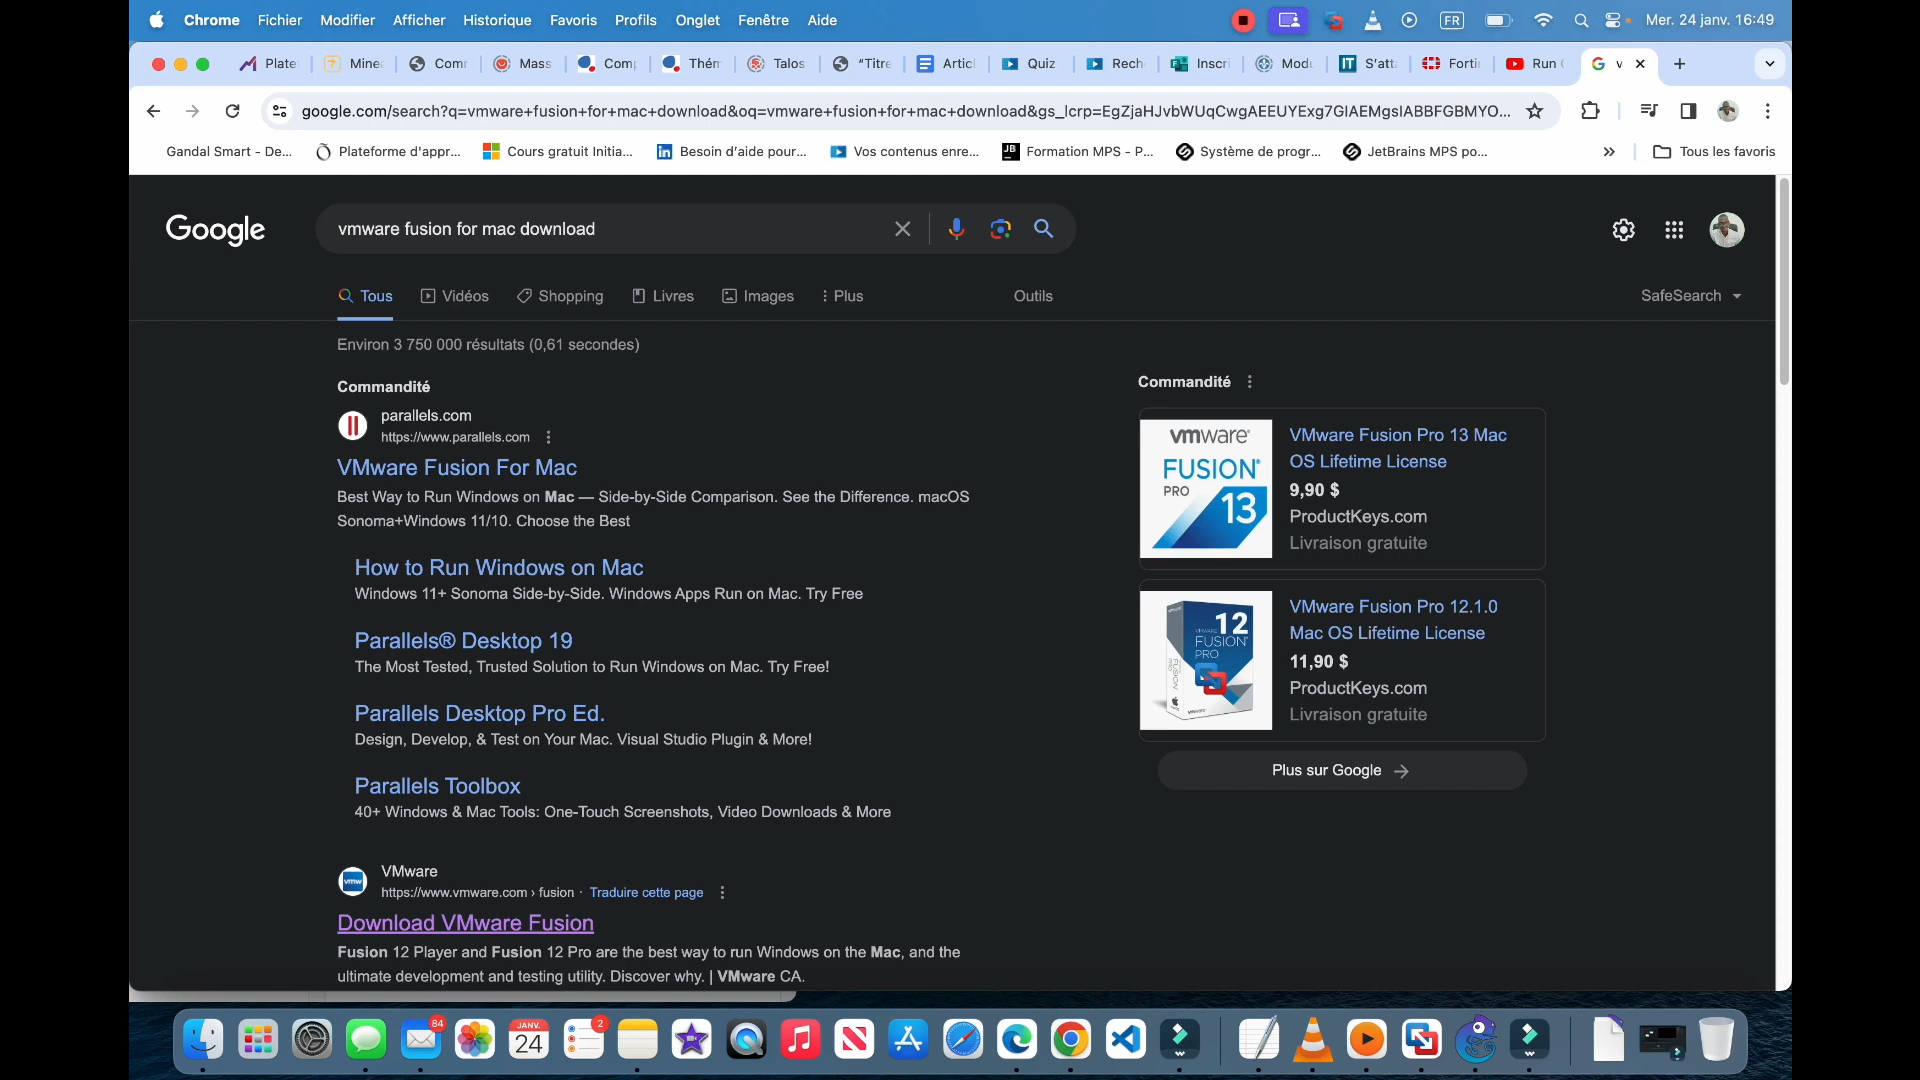 Chrome Fichier Modifier Afficher Historique Favoris Profils Onglet Fenêtre Aide FR Mer. 24 janv. 16:49
Plate Mine Com Mass Comp Thém Talos “Titre Artic Quiz Rech Inscri Modu S'att Forti Run v
google.com/search?q=vmware+fusion+for+mac+download&oq=vmware+fusion+for+mac+download&gs_lcrp=EgZjaHJvbWUqCwgAEEUYExg7GIAEMgsIABBFGBMYO...
Gandal Smart - De... Plateforme d'appr... Cours gratuit Initia... Besoin d'aide pour... Vos contenus enre... Formation MPS - P... Système de progr... JetBrains MPS po... » Tous les favoris
Google vmware fusion for mac download
Tous Vidéos Shopping Livres Images Plus Outils SafeSearch
Environ 3 750 000 résultats (0,61 secondes)
Commandité
parallels.com
https://www.parallels.com
VMware Fusion For Mac
Best Way to Run Windows on Mac — Side-by-Side Comparison. See the Difference. macOS
Sonoma+Windows 11/10. Choose the Best
How to Run Windows on Mac
Windows 11+ Sonoma Side-by-Side. Windows Apps Run on Mac. Try Free
Parallels® Desktop 19
The Most Tested, Trusted Solution to Run Windows on Mac. Try Free!
Parallels Desktop Pro Ed.
Design, Develop, & Test on Your Mac. Visual Studio Plugin & More!
Parallels Toolbox
40+ Windows & Mac Tools: One-Touch Screenshots, Video Downloads & More
VMware
https://www.vmware.com › fusion · Traduire cette page
Download VMware Fusion
Fusion 12 Player and Fusion 12 Pro are the best way to run Windows on the Mac, and the
ultimate development and testing utility. Discover why. | VMware CA.
Commandité
vmware®
FUSION®
PRO
13
VMware Fusion Pro 13 Mac
OS Lifetime License
9,90 $
ProductKeys.com
Livraison gratuite
12
FUSION
PRO
VMware Fusion Pro 12.1.0
Mac OS Lifetime License
11,90 $
ProductKeys.com
Livraison gratuite
Plus sur Google
84
JANV.
24
2